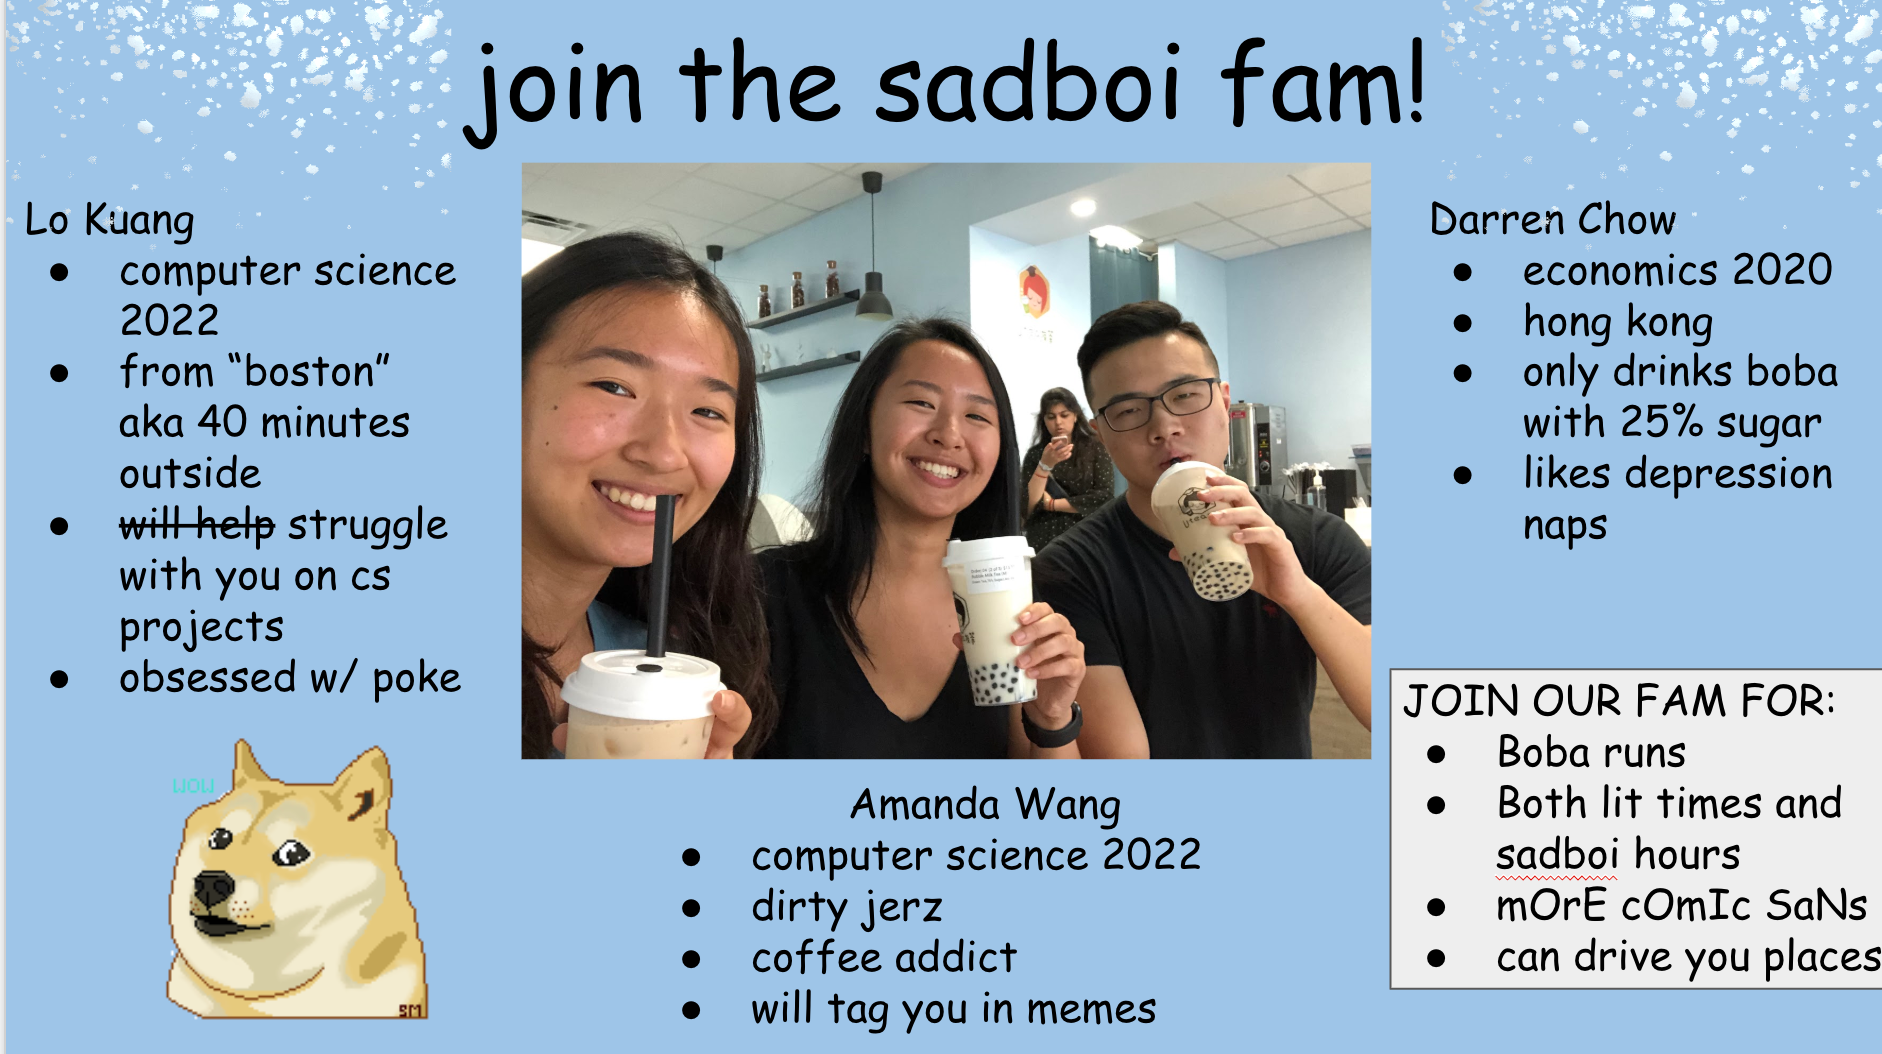 join the sadboi fam!
Lo Kuang
● computer science
2022
● from “boston”
aka 40 minutes
outside
● will help struggle
with you on cs
projects
● obsessed w/ poke
wow
SM
Amanda Wang
● computer science 2022
● dirty jerz
● coffee addict
● will tag you in memes
Darren Chow
● economics 2020
● hong kong
● only drinks boba
with 25% sugar
● likes depression
naps
JOIN OUR FAM FOR:
● Boba runs
● Both lit times and
sadboi hours
● mOrE cOmIc SaNs
● can drive you places